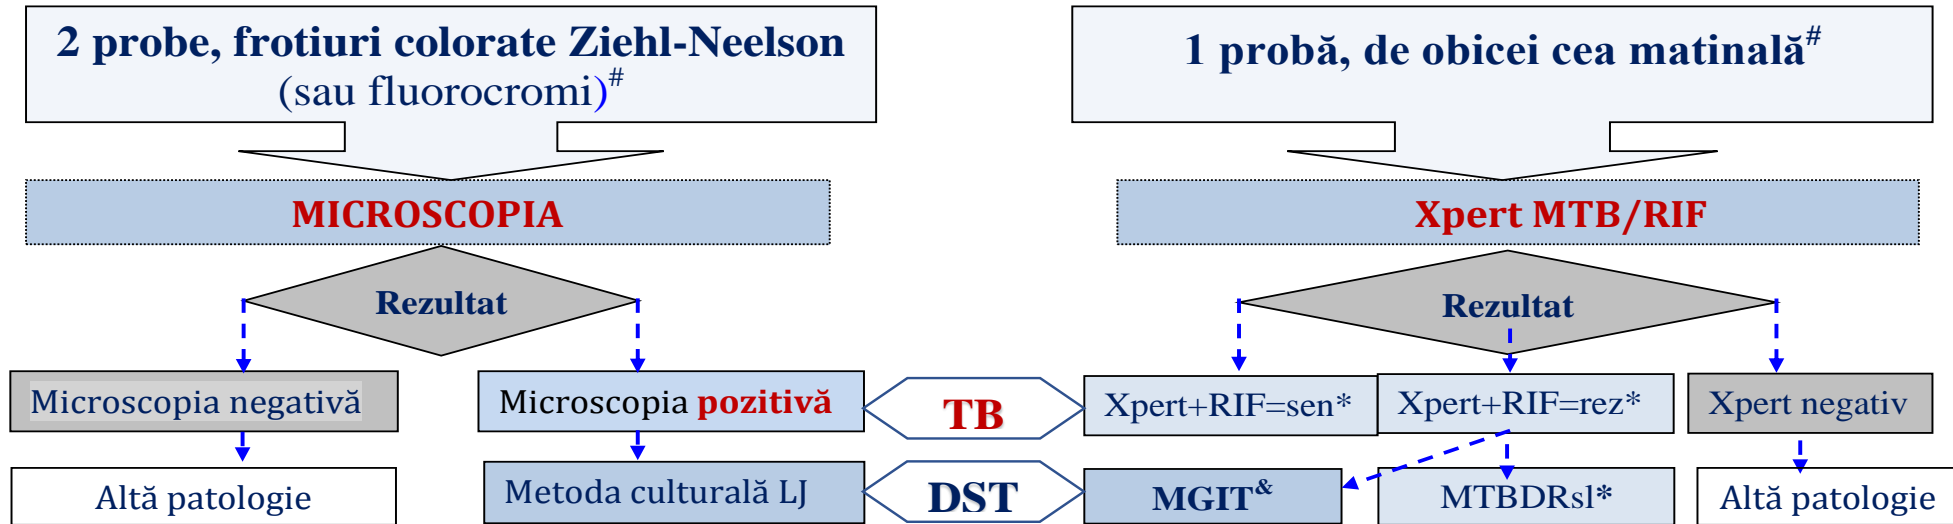 2 probe, frotiuri colorate Ziehl-Neelson
(sau fluorocromi)#
1 probă, de obicei cea matinală#
MICROSCOPIA
Xpert MTB/RIF
Rezultat
Rezultat
Microscopia negativă
Microscopia pozitivă
TB
Xpert+RIF=sen*
Xpert+RIF=rez*
Xpert negativ
Altă patologie
Metoda culturală LJ
DST
MGIT&
MTBDRsl*
Altă patologie